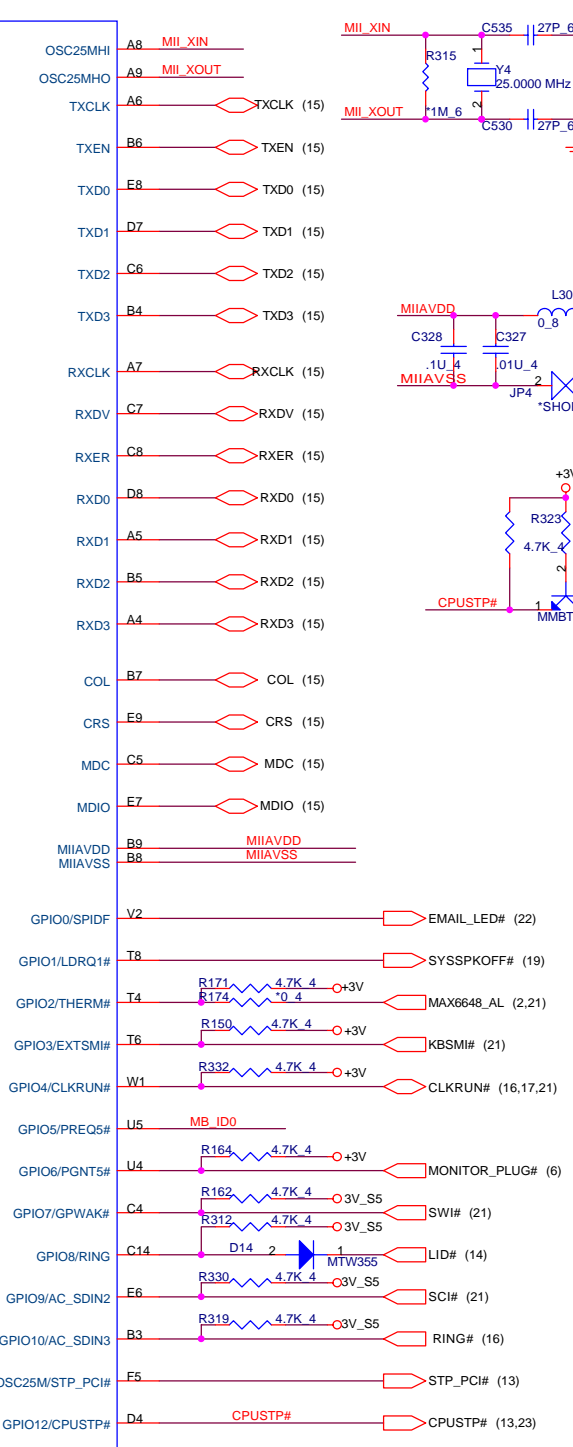 MII_XIN C535 27P_6
OSC25MHI A8 MII_XIN
R315
Y4
OSC25MHO A9 MII_XOUT
1
25.0000 MHz
2
TXCLK A6 TXCLK (15)
MII_XOUT *1M_6
C530 27P_6
TXEN B6 TXEN (15)
TXD0 E8 TXD0 (15)
TXD1 D7 TXD1 (15)
TXD2 C6 TXD2 (15)
L30
TXD3 B4 TXD3 (15)
MIIAVDD
0_8
C328 C327
.1U_4 .01U_4
RXCLK A7 RXCLK (15)
MIIAVSS
2
JP4
RXDV C7 RXDV (15)
RXER C8 RXER (15)
RXD0 D8 RXD0 (15)
R323
RXD1 A5 RXD1 (15)
4.7K_4
2
RXD2 B5 RXD2 (15)
CPUSTP# 1
RXD3 A4 RXD3 (15)
COL B7 COL (15)
CRS E9 CRS (15)
MDC C5 MDC (15)
MDIO E7 MDIO (15)
MIIAVDD B9 MIIAVDD
MIIAVSS B8 MIIAVSS
GPIO0/SPIDF V2 EMAIL_LED# (22)
GPIO1/LDRQ1# T8 SYSSPKOFF# (19)
R171 4.7K_4 +3V
GPIO2/THERM# T4 R174 *0_4 MAX6648_AL (2,21)
R150 4.7K_4 +3V
GPIO3/EXTSMI# T6 KBSMI# (21)
R332 4.7K_4 +3V
GPIO4/CLKRUN# W1 CLKRUN# (16,17,21)
GPIO5/PREQ5# U5 MB_ID0
R164 4.7K_4 +3V
GPIO6/PGNT5# U4 MONITOR_PLUG# (6)
R162 4.7K_4 3V_S5
GPIO7/GPWAK# C4 SWI# (21)
R312 4.7K_4 3V_S5
GPIO8/RING C14 D14 2 1 LID# (14)
MTW355
R330 4.7K_4 3V_S5
GPIO9/AC_SDIN2 E6 SCI# (21)
R319 4.7K_4 3V_S5
GPIO10/AC_SDIN3 B3 RING# (16)
OSC25M/STP_PCI# F5 STP_PCI# (13)
GPIO12/CPUSTP# D4 CPUSTP# CPUSTP# (13,23)